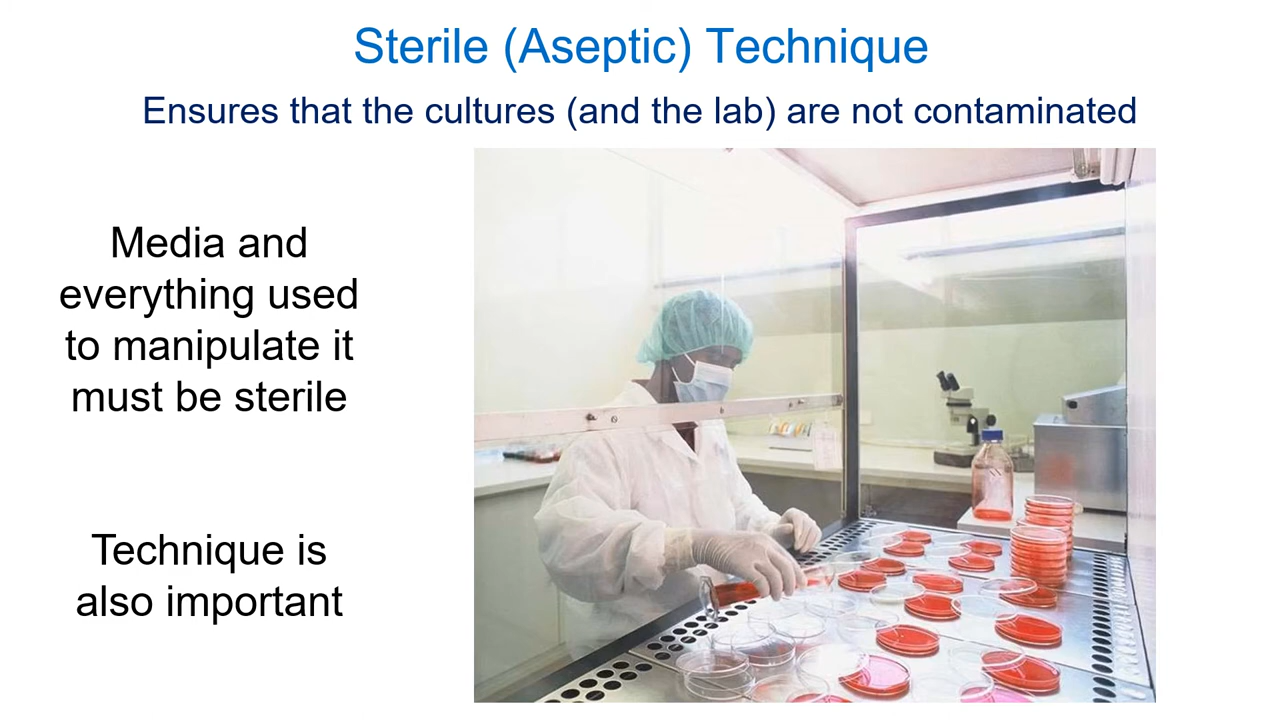 Sterile (Aseptic) Technique
Ensures that the cultures (and the lab) are not contaminated
Media and
everything used
to manipulate it
must be sterile
Technique is
also important